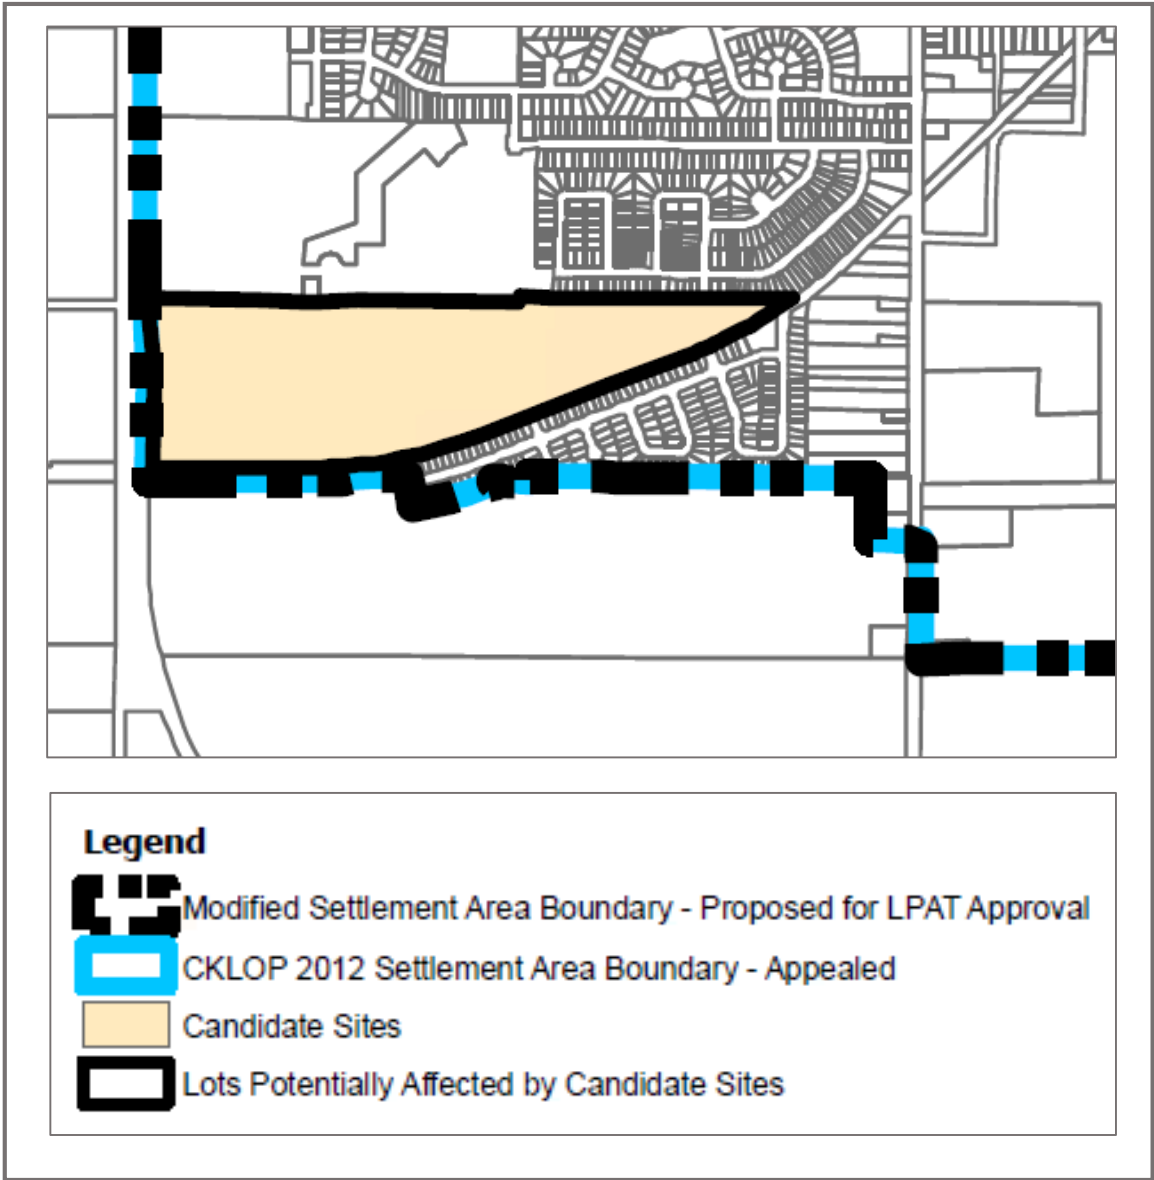 Legend
Modified Settlement Area Boundary - Proposed for LPAT Approval
CKLOP 2012 Settlement Area Boundary - Appealed
Candidate Sites
Lots Potentially Affected by Candidate Sites